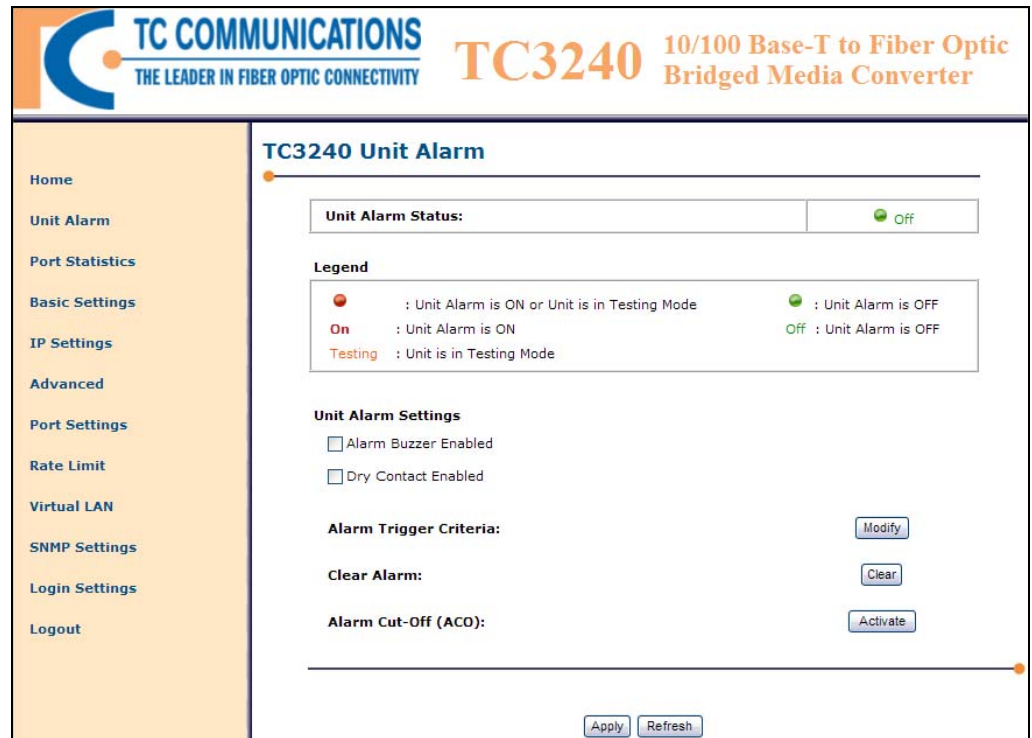 TC COMMUNICATIONS
THE LEADER IN FIBER OPTIC CONNECTIVITY
TC3240
10/100 Base-T to Fiber Optic
Bridged Media Converter
Home
Unit Alarm
Port Statistics
Basic Settings
IP Settings
Advanced
Port Settings
Rate Limit
Virtual LAN
SNMP Settings
Login Settings
Logout
TC3240 Unit Alarm
Unit Alarm Status: Off
Legend
: Unit Alarm is ON or Unit is in Testing Mode : Unit Alarm is OFF
On : Unit Alarm is ON Off : Unit Alarm is OFF
Testing : Unit is in Testing Mode
Unit Alarm Settings
Alarm Buzzer Enabled
Dry Contact Enabled
Alarm Trigger Criteria: Modify
Clear Alarm: Clear
Alarm Cut-Off (ACO): Activate
Apply Refresh